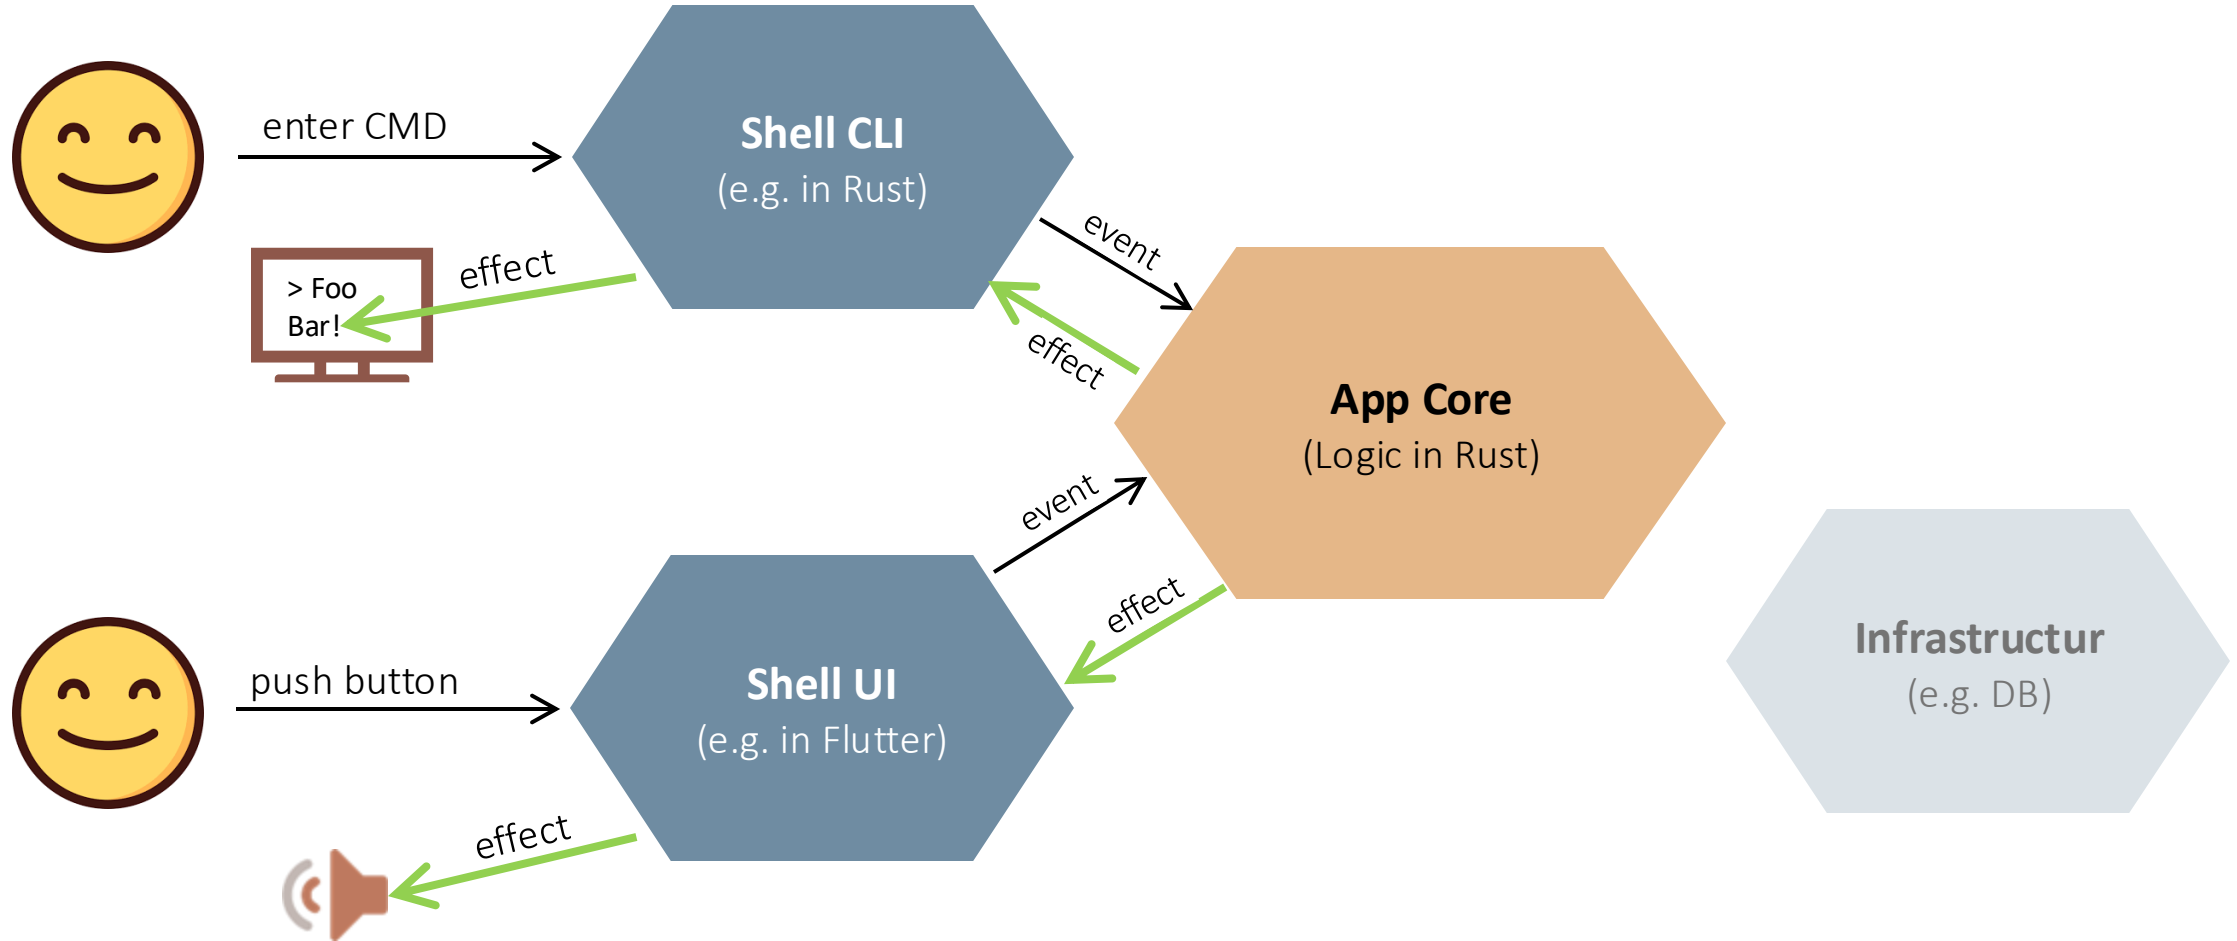 enter CMD
Shell CLI
(e.g. in Rust)
effect
> Foo
Bar!
event
effect
App Core
(Logic in Rust)
event
effect
push button
Shell UI
(e.g. in Flutter)
effect
Infrastructur
(e.g. DB)